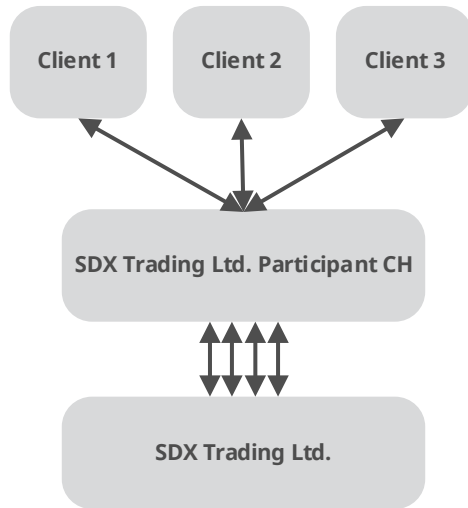 Client 1
Client 2
Client 3
SDX Trading Ltd. Participant CH
SDX Trading Ltd.